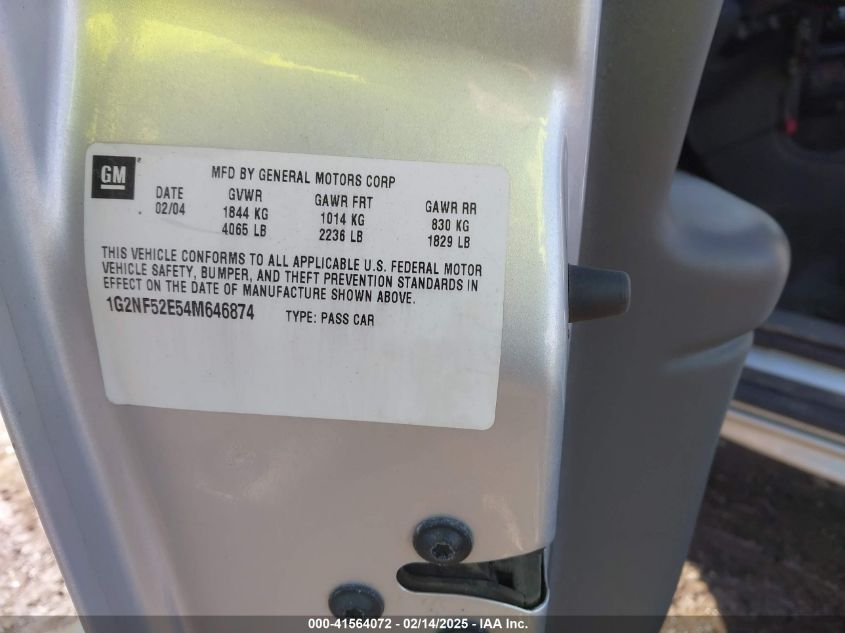 GM
MFD BY GENERAL MOTORS CORP
DATE GVWR GAWR FRT GAWR RR
02/04 1844 KG 1014 KG 830 KG
4065 LB 2236 LB 1829 LB
THIS VEHICLE CONFORMS TO ALL APPLICABLE U.S. FEDERAL MOTOR
VEHICLE SAFETY, BUMPER, AND THEFT PREVENTION STANDARDS IN
EFFECT ON THE DATE OF MANUFACTURE SHOWN ABOVE.
1G2NF52E54M646874 TYPE: PASS CAR
000-41564072 - 02/14/2025 - IAA Inc.